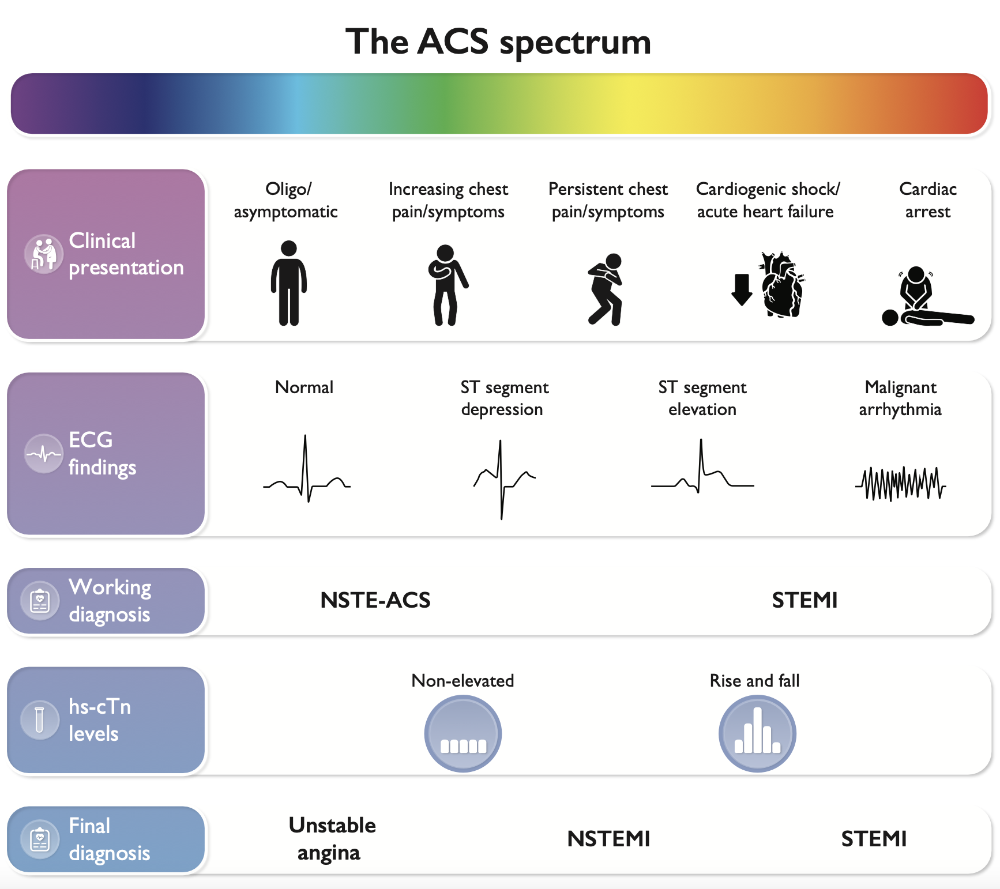 The ACS spectrum
Clinical
presentation
Oligo/
asymptomatic
Increasing chest
pain/symptoms
Persistent chest
pain/symptoms
Cardiogenic shock/
acute heart failure
Cardiac
arrest
ECG
findings
Normal
ST segment
depression
ST segment
elevation
Malignant
arrhythmia
Working
diagnosis
NSTE-ACS
STEMI
hs-cTn
levels
Non-elevated
Rise and fall
Final
diagnosis
Unstable
angina
NSTEMI
STEMI